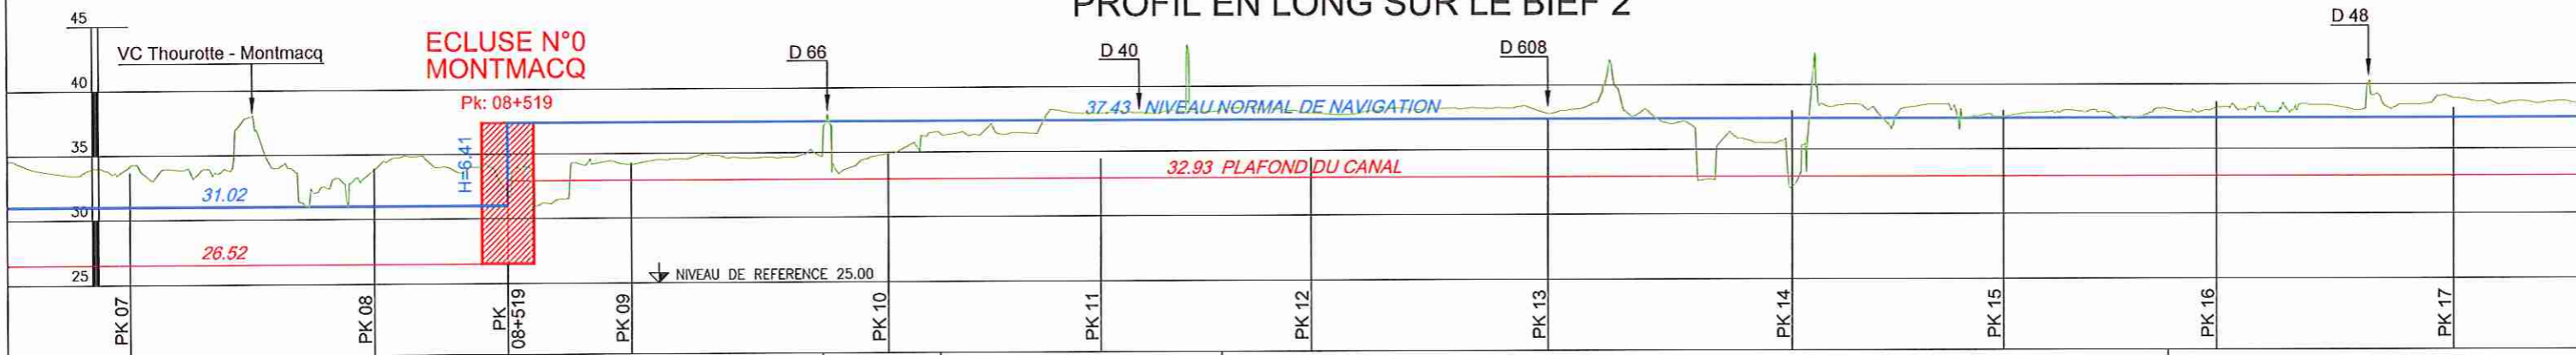 PROFIL EN LONG SUR LE BIEF 2
45
40
35
30
25
VC Thourotte - Montmacq
ECLUSE N°0
MONTMACQ
Pk: 08+519
H=6.41
D 66
D 40
D 608
D 48
37.43 NIVEAU NORMAL DE NAVIGATION
32.93 PLAFOND DU CANAL
31.02
26.52
NIVEAU DE REFERENCE 25.00
PK 07
PK 08
PK
08+519
PK 09
PK 10
PK 11
PK 12
PK 13
PK 14
PK 15
PK 16
PK 17